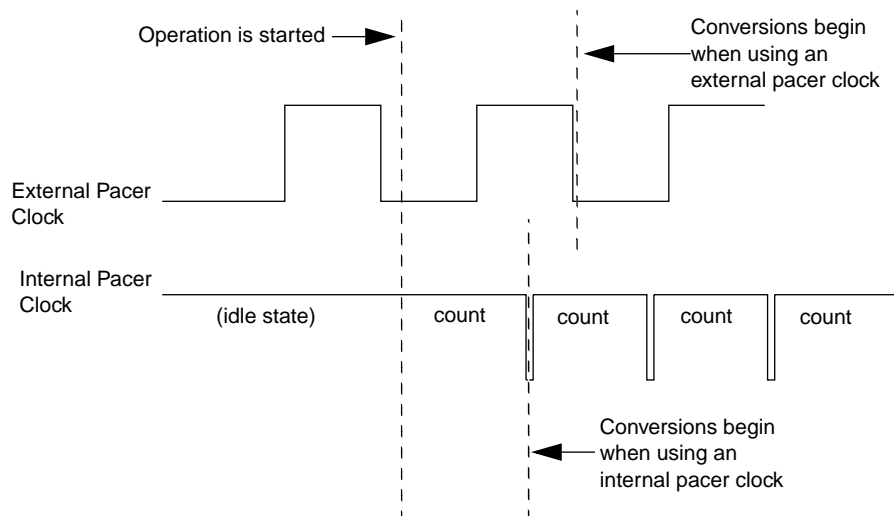 Operation is started
Conversions begin
when using an
external pacer clock
External Pacer
Clock
Internal Pacer
Clock
(idle state)
count
count
count
count
Conversions begin
when using an
internal pacer clock